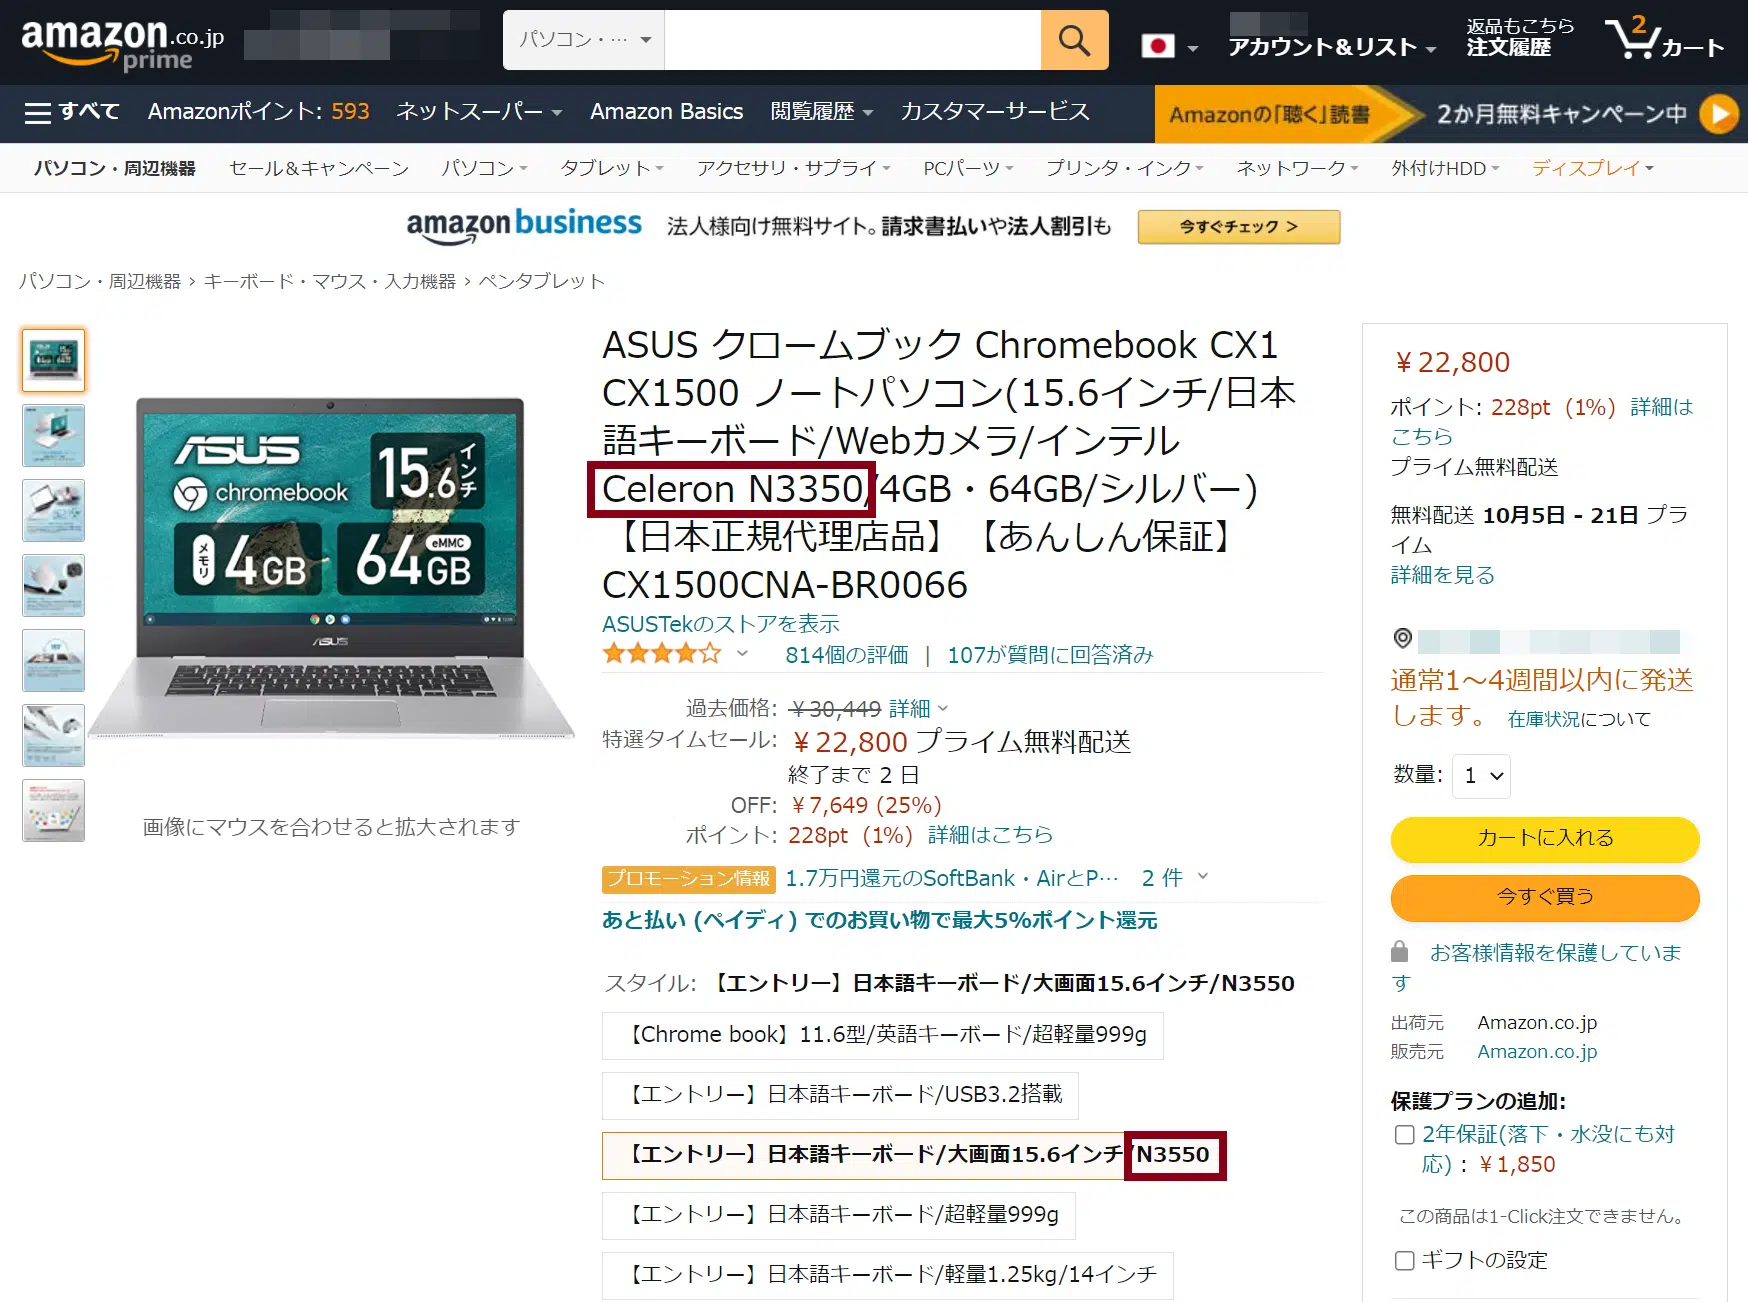 amazon.co.jp
prime
パソコン・…
アカウント＆リスト
返品もこちら
注文履歴
2
カート
すべて
Amazonポイント: 593
ネットスーパー
Amazon Basics
閲覧履歴
カスタマーサービス
Amazonの「聴く」読書
2か月無料キャンペーン中
パソコン・周辺機器
セール＆キャンペーン
パソコン
タブレット
アクセサリ・サプライ
PCパーツ
プリンタ・インク
ネットワーク
外付けHDD
ディスプレイ
amazon business
法人様向け無料サイト。請求書払いや法人割引も
今すぐチェック >
パソコン・周辺機器 › キーボード・マウス・入力機器 › ペンタブレット
ASUS
chromebook
15.6インチ
メモリ 4GB
64GB eMMC
ASUS
画像にマウスを合わせると拡大されます
ASUS クロームブック Chromebook CX1
CX1500 ノートパソコン(15.6インチ/日本
語キーボード/Webカメラ/インテル
Celeron N3350/4GB・64GB/シルバー)
【日本正規代理店品】【あんしん保証】
CX1500CNA-BR0066
ASUSTekのストアを表示
814個の評価 | 107が質問に回答済み
過去価格: ￥30,449 詳細
特選タイムセール: ￥22,800 プライム無料配送
終了まで 2 日
OFF: ￥7,649 (25%)
ポイント: 228pt (1%) 詳細はこちら
プロモーション情報 1.7万円還元のSoftBank・AirとP… 2 件
あと払い (ペイディ) でのお買い物で最大5%ポイント還元
スタイル: 【エントリー】日本語キーボード/大画面15.6インチ/N3550
【Chrome book】11.6型/英語キーボード/超軽量999g
【エントリー】日本語キーボード/USB3.2搭載
【エントリー】日本語キーボード/大画面15.6インチ/N3550
【エントリー】日本語キーボード/超軽量999g
【エントリー】日本語キーボード/軽量1.25kg/14インチ
￥22,800
ポイント: 228pt (1%) 詳細は
こちら
プライム無料配送
無料配送 10月5日 - 21日 プラ
イム
詳細を見る
通常1～4週間以内に発送
します。 在庫状況について
数量: 1
カートに入れる
今すぐ買う
お客様情報を保護していま
す
出荷元 Amazon.co.jp
販売元 Amazon.co.jp
保護プランの追加:
2年保証(落下・水没にも対
応) : ￥1,850
この商品は1-Click注文できません。
ギフトの設定